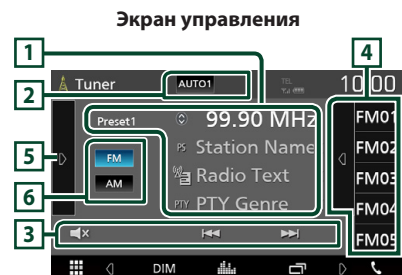 Экран управления
1
4
Tuner
AUTO1
TEL
10:00
2
Preset1
99.90 MHz
FM01
PS Station Name
FM02
5
FM
Radio Text
FM03
6
AM
PTY PTY Genre
FM04
3
FM05
DIM